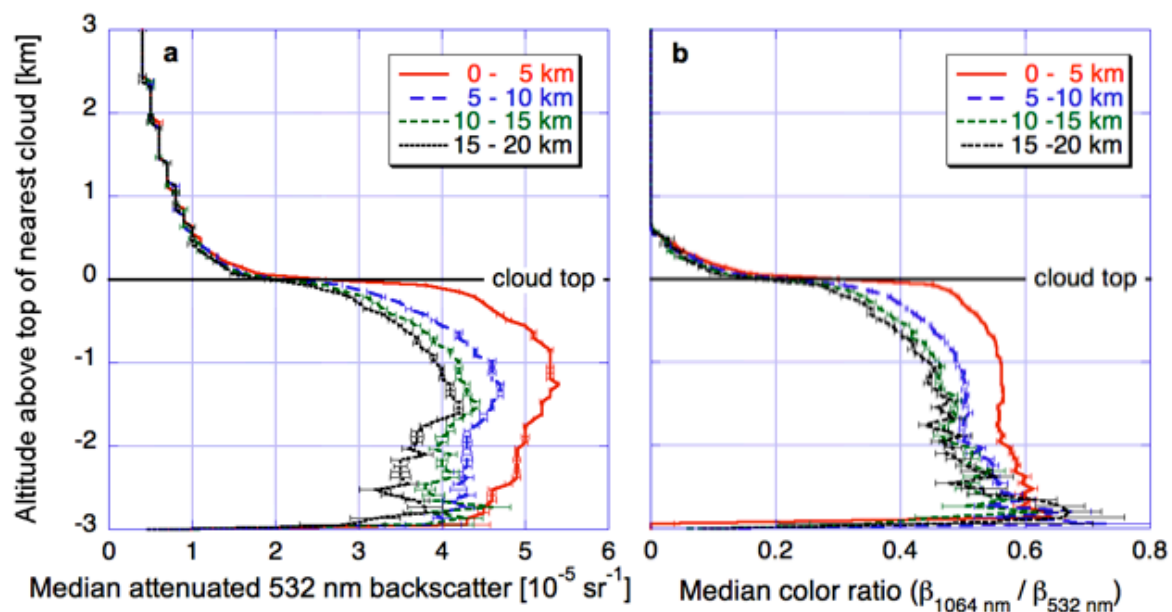 Altitude above top of nearest cloud [km]
3
2
1
0
-1
-2
-3
a
0 - 5 km
5 - 10 km
10 - 15 km
15 - 20 km
cloud top
0 1 2 3 4 5 6
Median attenuated 532 nm backscatter [10-5 sr-1]
b
0 - 5 km
5 -10 km
10 -15 km
15 -20 km
cloud top
0 0.2 0.4 0.6 0.8
Median color ratio (β1064 nm / β532 nm)